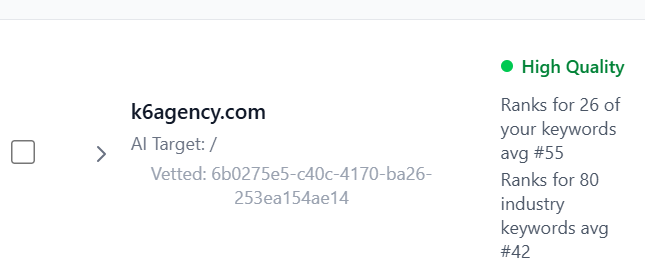 k6agency.com
AI Target: /
Vetted: 6b0275e5-c40c-4170-ba26-
253ea154ae14
High Quality
Ranks for 26 of
your keywords
avg #55
Ranks for 80
industry
keywords avg
#42